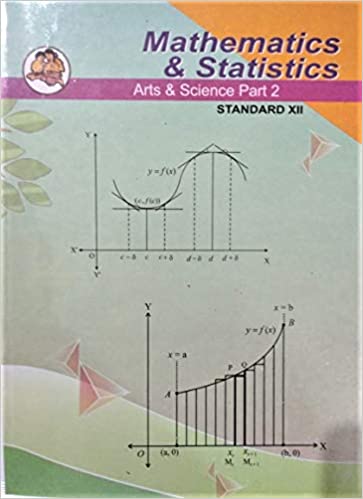 Mathematics
& Statistics
Arts & Science Part 2
STANDARD XII
Y
y = f (x)
(c, f(c))
X'
O
c – δ
c
c + δ
d – δ
d
d + δ
X
Y'
Y
x = b
B
y = f (x)
x = a
P
Q
A
O
(a, 0)
(b, 0)
X